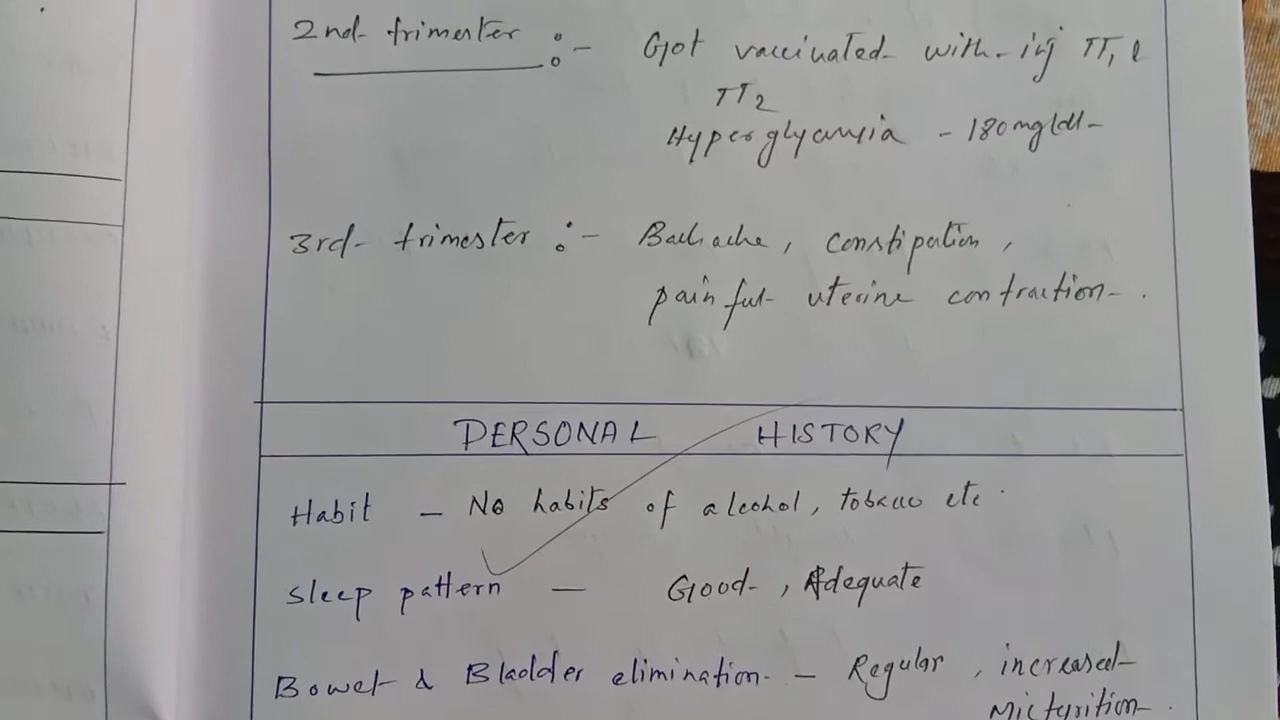 2nd trimester :- Got vaccinated with inj TT1 &
TT2
Hyperglyamia - 180mg/dl
3rd trimester :- Backache, constipation,
painful uterine contraction.
PERSONAL HISTORY
Habit - No habits of alcohol, tobacco etc.
Sleep pattern - Good, Adequate
Bowel & Bladder elimination - Regular, increased
micturition.